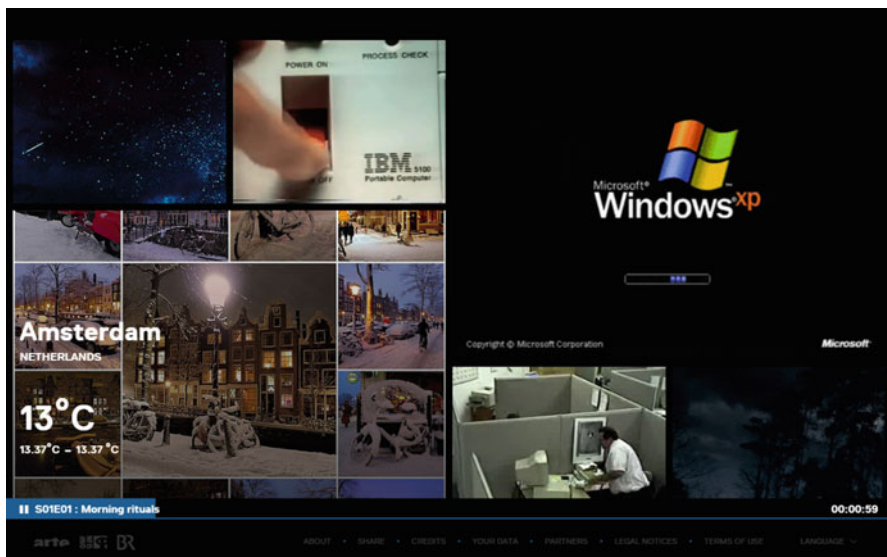 POWER ON
PROCESS CHECK
OFF
IBM 5100
Portable Computer
Microsoft®
Windows xp
Copyright © Microsoft Corporation
Microsoft
Amsterdam
NETHERLANDS
13°C
13.37°C – 13.37°C
S01E01 : Morning rituals
00:00:59
arte
BR
ABOUT • SHARE • CREDITS • YOUR DATA • PARTNERS • LEGAL NOTICES • TERMS OF USE
LANGUAGE